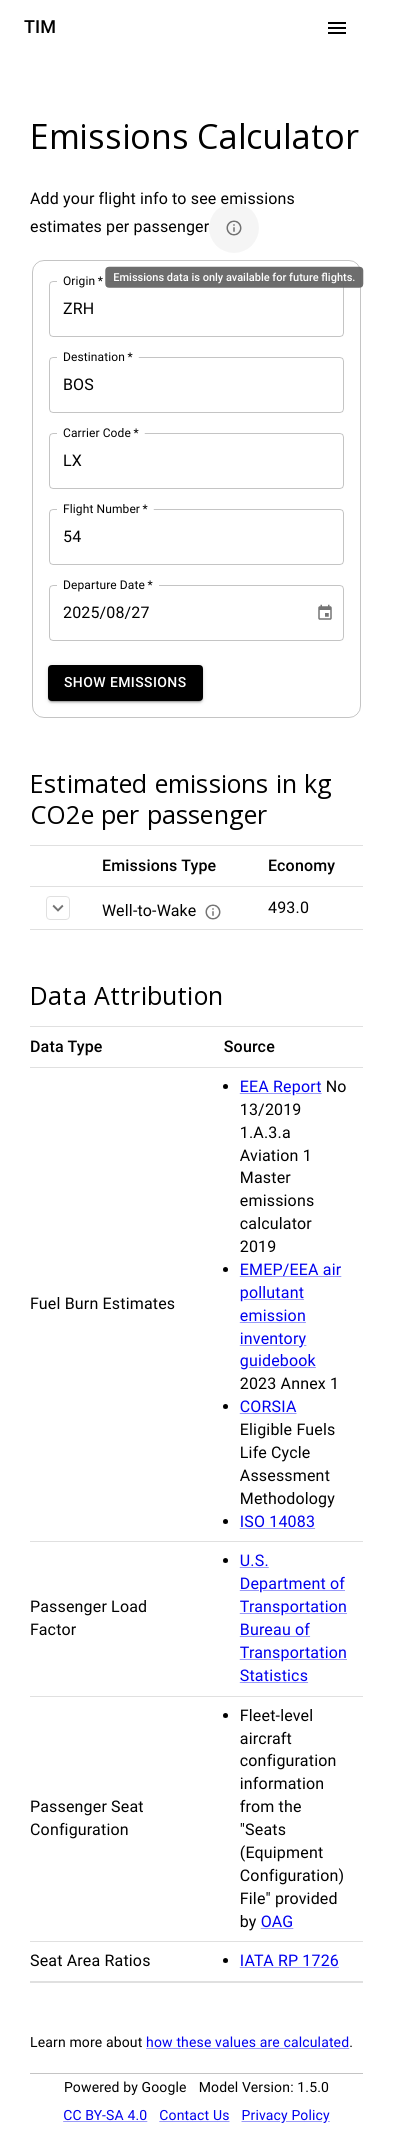 TIM
Emissions Calculator
Add your flight info to see emissions
estimates per passenger
Emissions data is only available for future flights.
Origin *
ZRH
Destination *
BOS
Carrier Code *
LX
Flight Number *
54
Departure Date *
2025/08/27
SHOW EMISSIONS
Estimated emissions in kg
CO2e per passenger
Emissions Type Economy
Well-to-Wake 493.0
Data Attribution
Data Type Source
Fuel Burn Estimates
• EEA Report No
13/2019
1.A.3.a
Aviation 1
Master
emissions
calculator
2019
• EMEP/EEA air
pollutant
emission
inventory
guidebook
2023 Annex 1
• CORSIA
Eligible Fuels
Life Cycle
Assessment
Methodology
• ISO 14083
Passenger Load
Factor
• U.S.
Department of
Transportation
Bureau of
Transportation
Statistics
Passenger Seat
Configuration
• Fleet-level
aircraft
configuration
information
from the
"Seats
(Equipment
Configuration)
File" provided
by OAG
Seat Area Ratios
• IATA RP 1726
Learn more about how these values are calculated.
Powered by Google Model Version: 1.5.0
CC BY-SA 4.0 Contact Us Privacy Policy